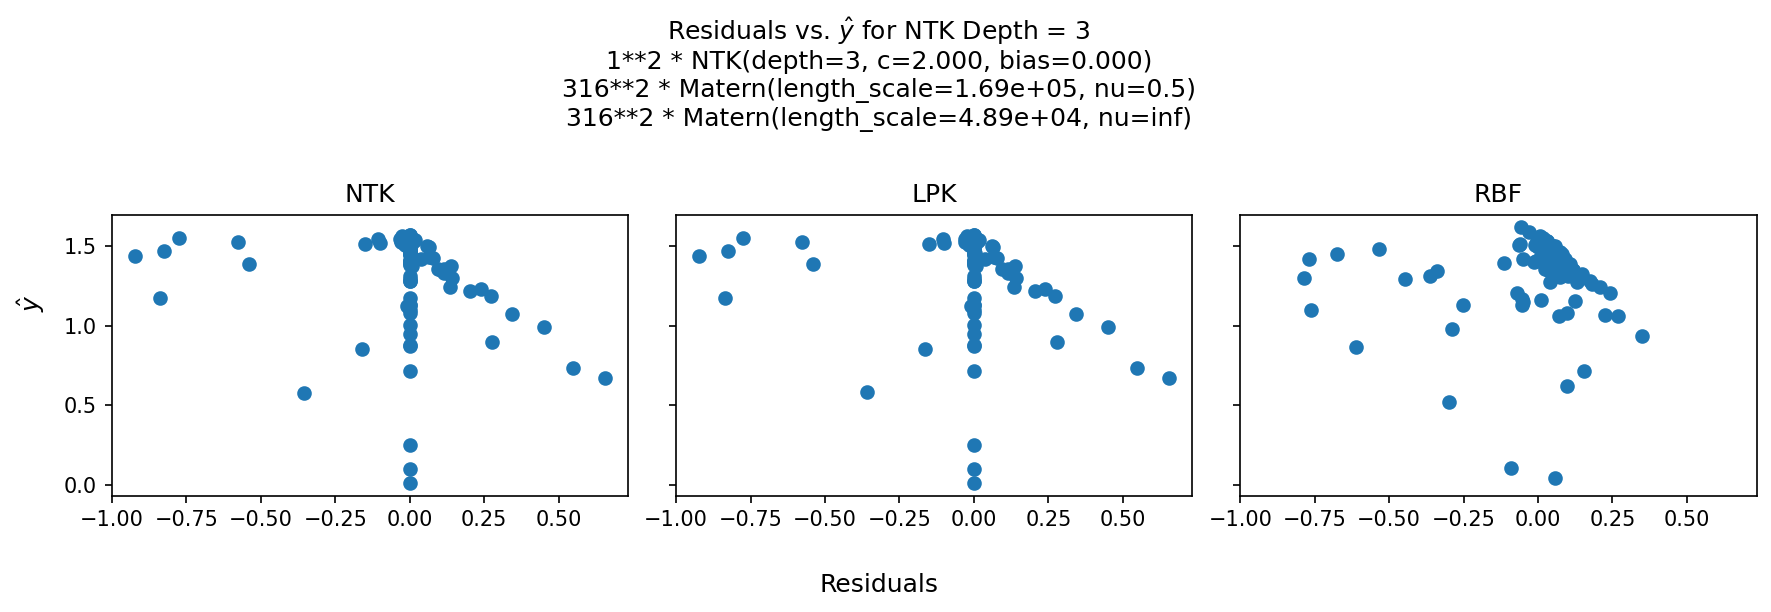 Residuals vs. ŷ for NTK Depth = 3
1**2 * NTK(depth=3, c=2.000, bias=0.000)
316**2 * Matern(length_scale=1.69e+05, nu=0.5)
316**2 * Matern(length_scale=4.89e+04, nu=inf)
NTK LPK RBF
1.5
1.0
0.5
0.0
ŷ
−1.00 −0.75 −0.50 −0.25 0.00 0.25 0.50
−1.00 −0.75 −0.50 −0.25 0.00 0.25 0.50
−1.00 −0.75 −0.50 −0.25 0.00 0.25 0.50
Residuals